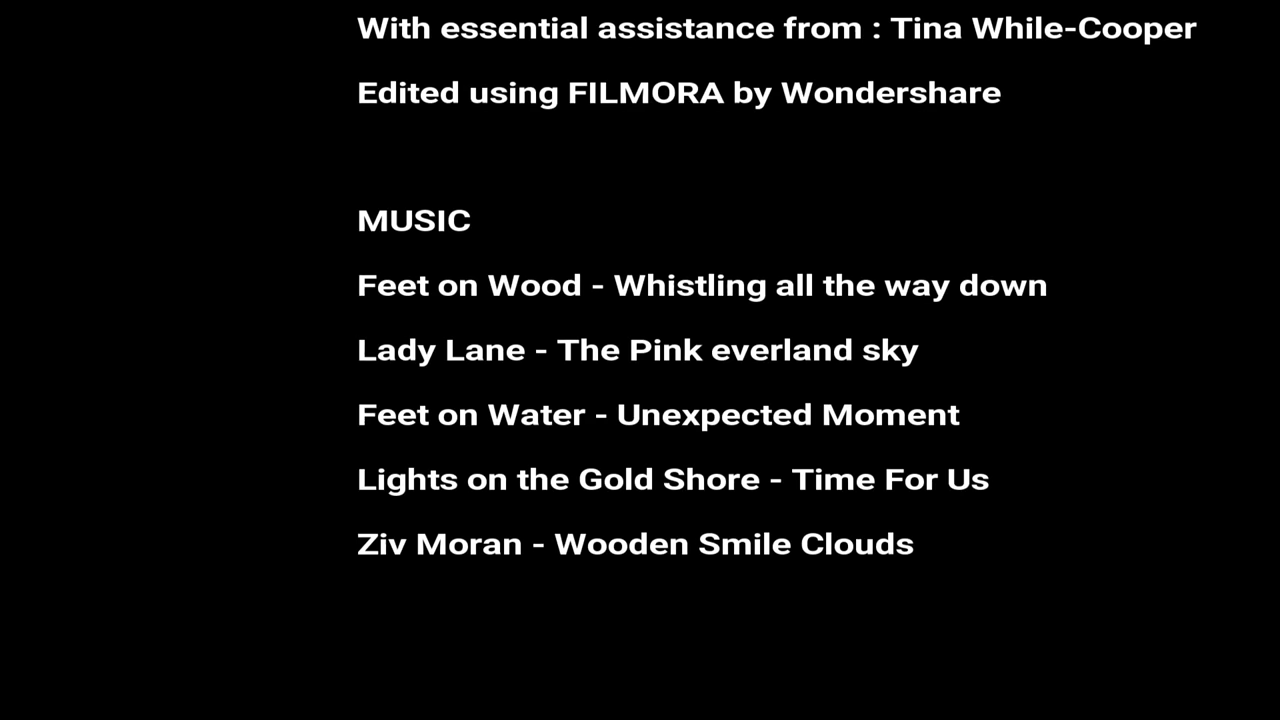 With essential assistance from : Tina While-Cooper
Edited using FILMORA by Wondershare
MUSIC
Feet on Wood - Whistling all the way down
Lady Lane - The Pink everland sky
Feet on Water - Unexpected Moment
Lights on the Gold Shore - Time For Us
Ziv Moran - Wooden Smile Clouds